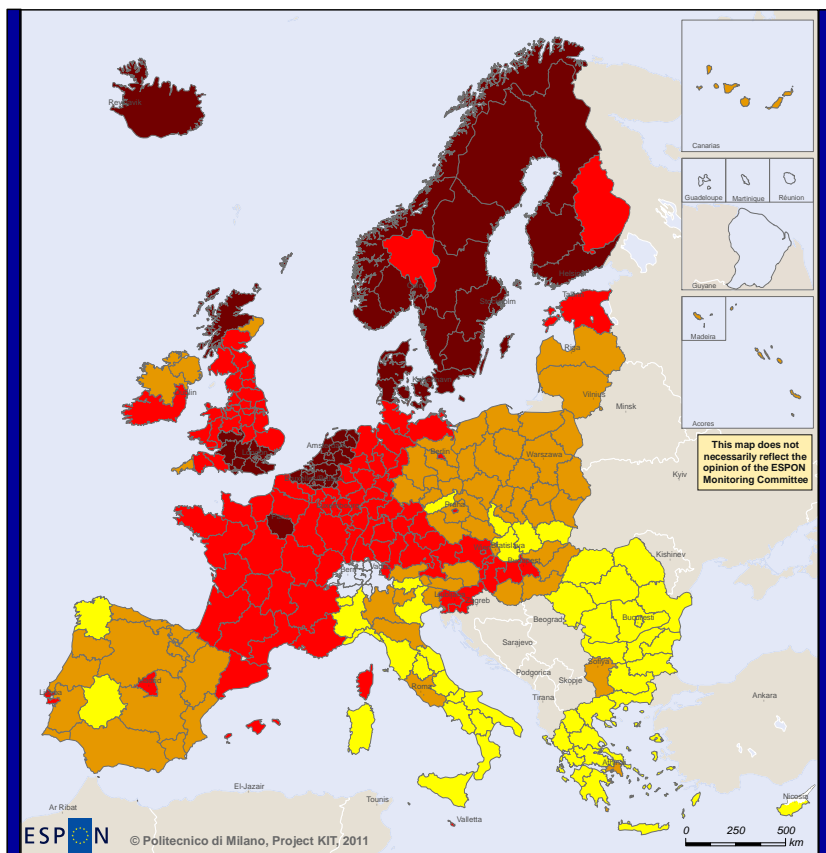 Reykjavik
Canarias
Guadeloupe
Martinique
Réunion
Guyane
Madeira
Acores
This map does not
necessarily reflect the
opinion of the ESPON
Monitoring Committee
Helsinki
Stockholm
Riga
Vilnius
Minsk
Berlin
Warszawa
Kyiv
Praha
Bratislava
Kishinev
Bern
Zagreb
Beograd
Bucuresti
Sarajevo
Podgorica
Sofiya
Skopje
Tirana
Roma
Madrid
Lisboa
Ankara
Nicosia
El-Jazair
Tounis
Ar Ribat
Valletta
ESPON
© Politecnico di Milano, Project KIT, 2011
0 250 500
km